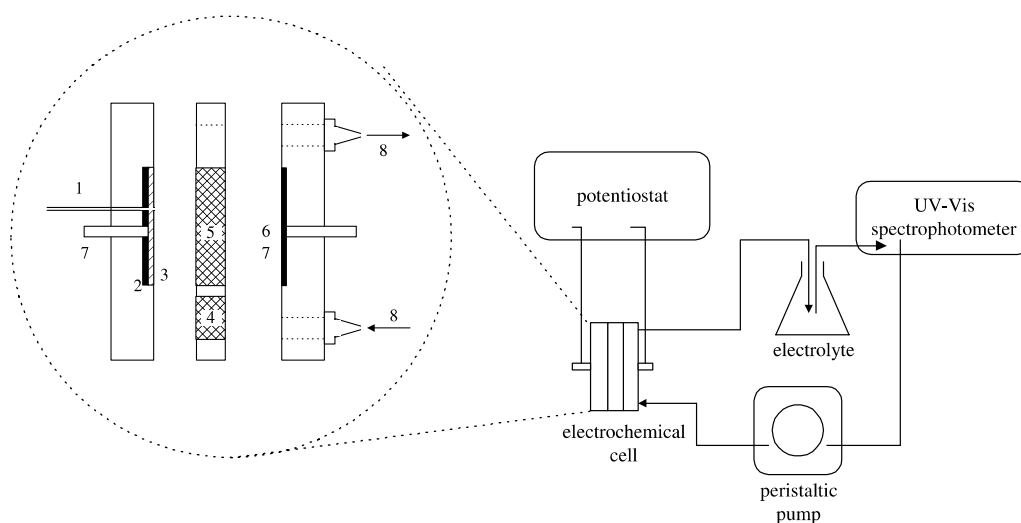 8
1
7
2
3
5
4
6
7
8
potentiostat
UV-Vis
spectrophotometer
electrolyte
electrochemical
cell
peristaltic
pump